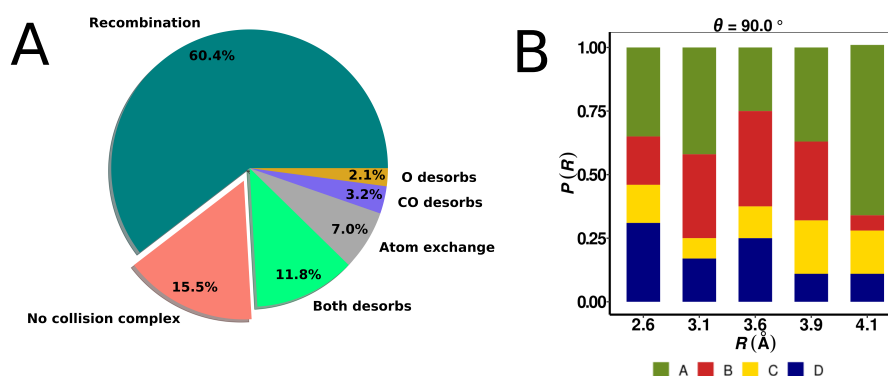 A
Recombination
60.4%
2.1%
O desorbs
3.2%
CO desorbs
7.0%
Atom exchange
11.8%
Both desorbs
15.5%
No collision complex
B
θ = 90.0 °
1.00
0.75
0.50
0.25
0.00
P(R)
2.6 3.1 3.6 3.9 4.1
R(Å)
A B C D